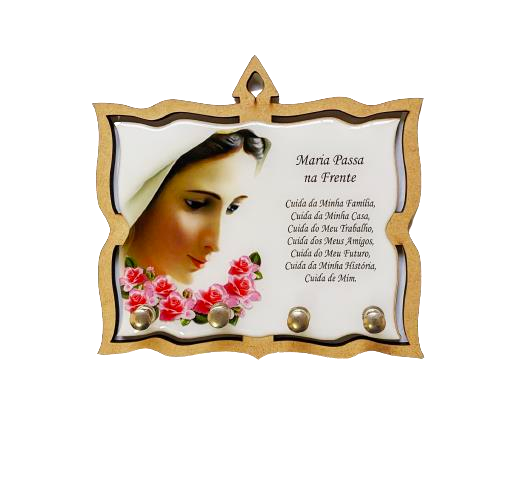 Maria Passa
na Frente
Cuida da Minha Família,
Cuida da Minha Casa,
Cuida do Meu Trabalho,
Cuida dos Meus Amigos,
Cuida do Meu Futuro,
Cuida da Minha História,
Cuida de Mim.